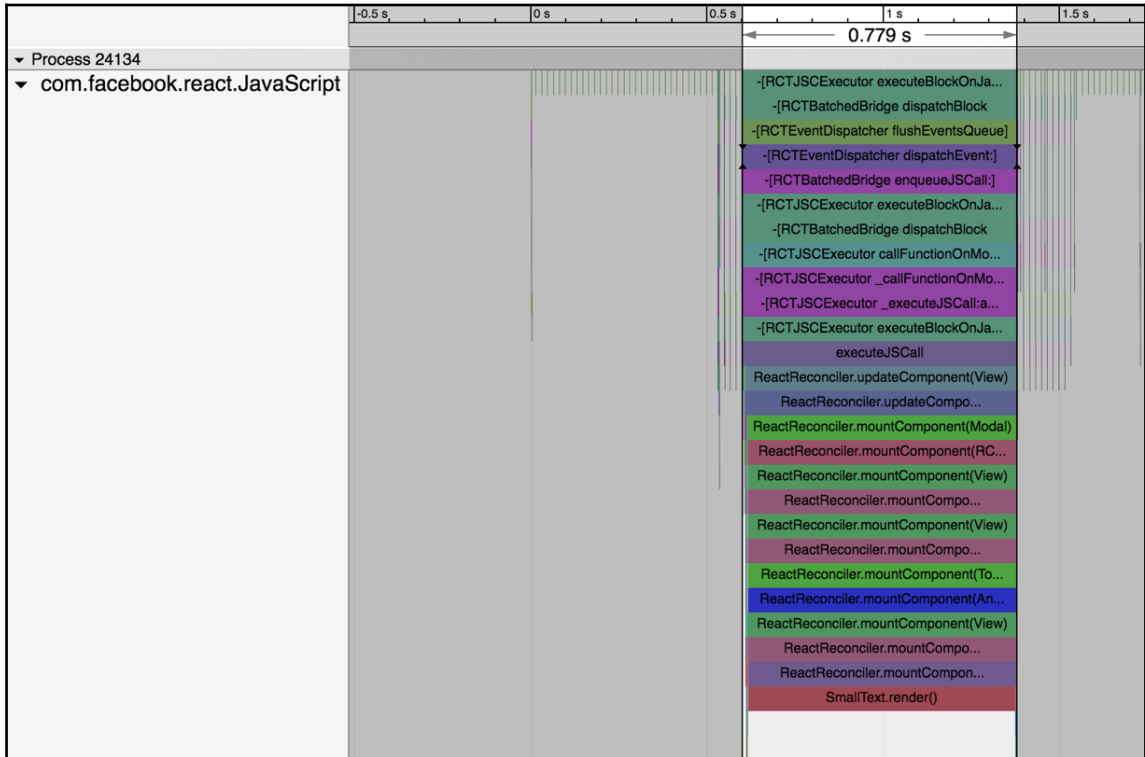 -0.5 s
0 s
0.5 s
1 s
1.5 s
0.779 s
Process 24134
com.facebook.react.JavaScript
-[RCTJSCExecutor executeBlockOnJa...
-[RCTBatchedBridge dispatchBlock
-[RCTEventDispatcher flushEventsQueue]
-[RCTEventDispatcher dispatchEvent:]
-[RCTBatchedBridge enqueueJSCall:]
-[RCTJSCExecutor executeBlockOnJa...
-[RCTBatchedBridge dispatchBlock
-[RCTJSCExecutor callFunctionOnMo...
-[RCTJSCExecutor _callFunctionOnMo...
-[RCTJSCExecutor _executeJSCall:a...
-[RCTJSCExecutor executeBlockOnJa...
executeJSCall
ReactReconciler.updateComponent(View)
ReactReconciler.updateCompo...
ReactReconciler.mountComponent(Modal)
ReactReconciler.mountComponent(RC...
ReactReconciler.mountComponent(View)
ReactReconciler.mountCompo...
ReactReconciler.mountComponent(View)
ReactReconciler.mountCompo...
ReactReconciler.mountComponent(To...
ReactReconciler.mountComponent(An...
ReactReconciler.mountComponent(View)
ReactReconciler.mountCompo...
ReactReconciler.mountCompon...
SmallText.render()